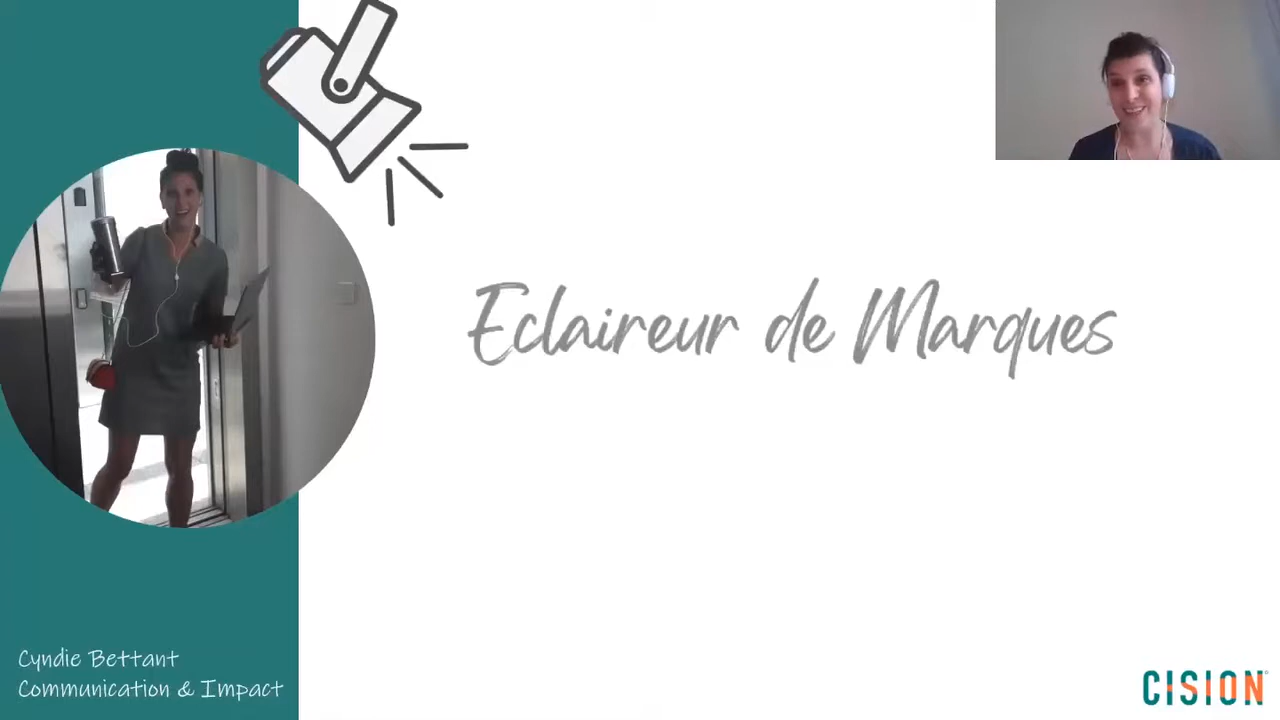 Eclaireur de Marques
Cyndie Bettant
Communication & Impact
CISION